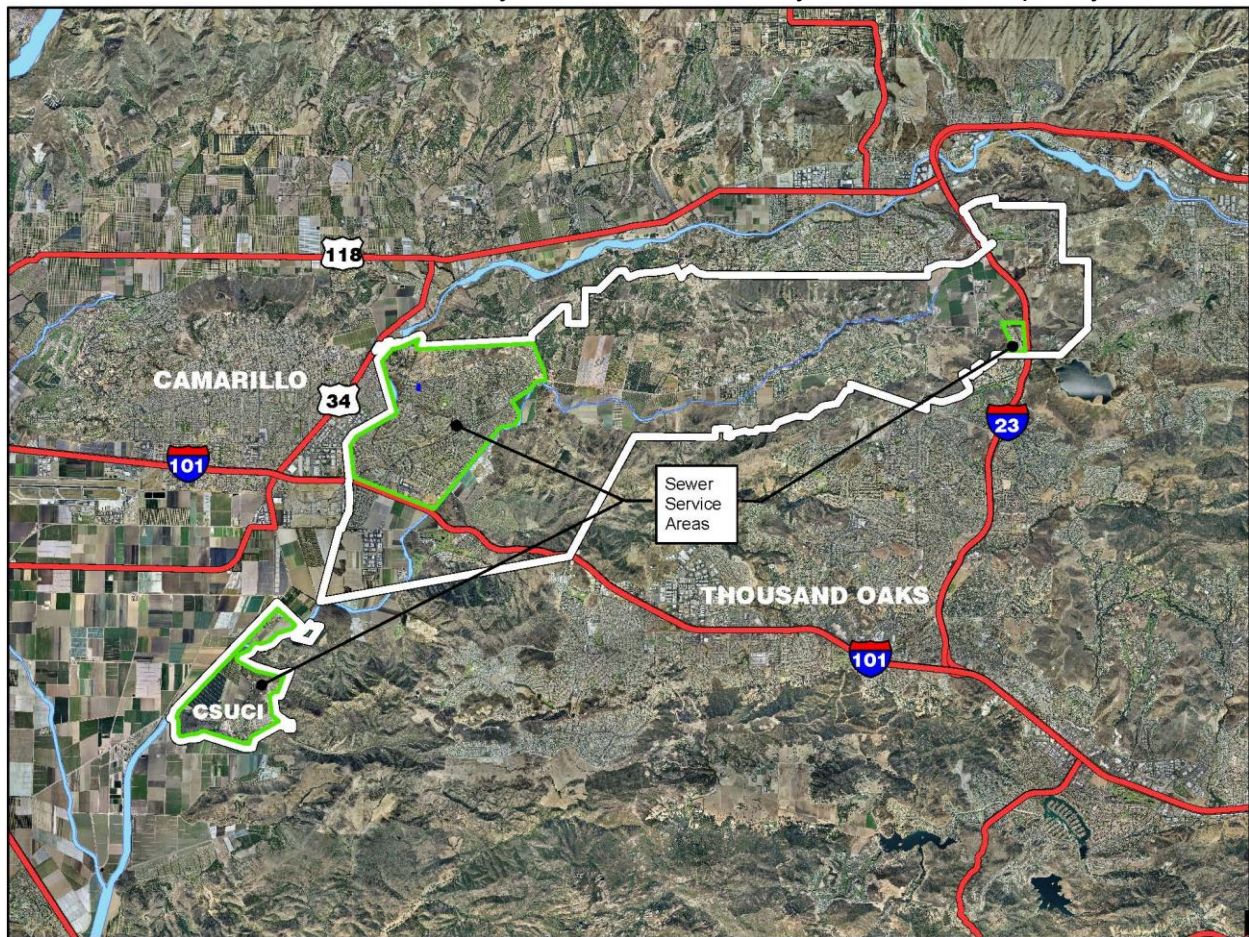 118
CAMARILLO
34
23
101
Sewer
Service
Areas
THOUSAND OAKS
101
CSUCI